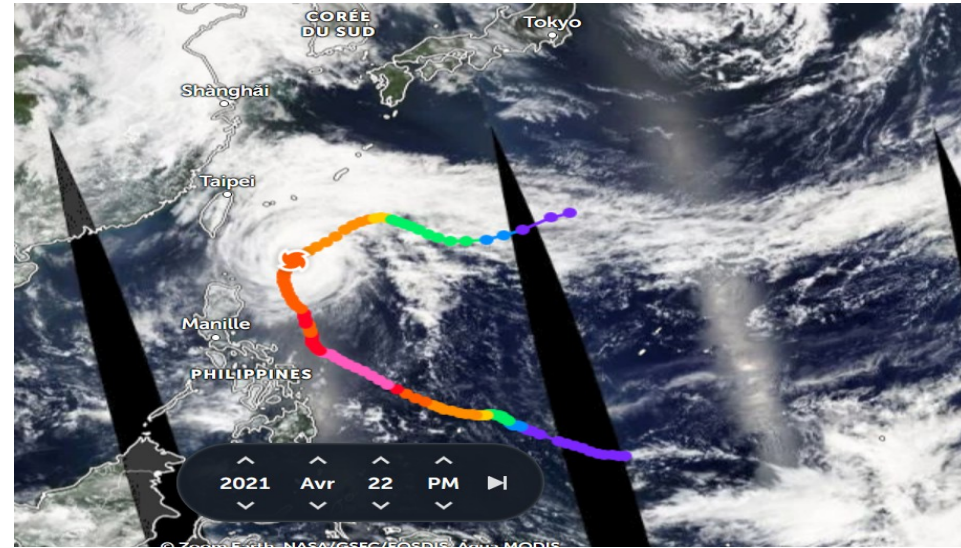 CORÉE
DU SUD
Tokyo
Shànghǎi
Taipei
Manille
PHILIPPINES
2021 Avr 22 PM
© Zoom Earth, NASA/GSFC/EOSDIS, Aqua MODIS